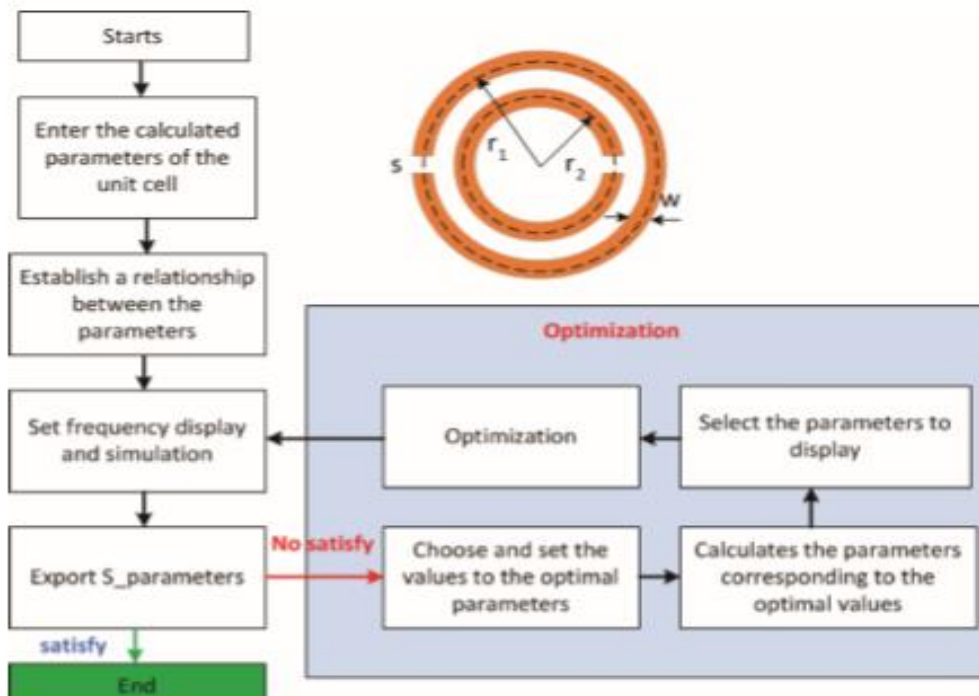 Starts
Enter the calculated
parameters of the
unit cell
Establish a relationship
between the
parameters
Set frequency display
and simulation
Export S_parameters
satisfy
End
s
r1
r2
w
Optimization
Optimization
Select the parameters to
display
No satisfy
Choose and set the
values to the optimal
parameters
Calculates the parameters
corresponding to the
optimal values